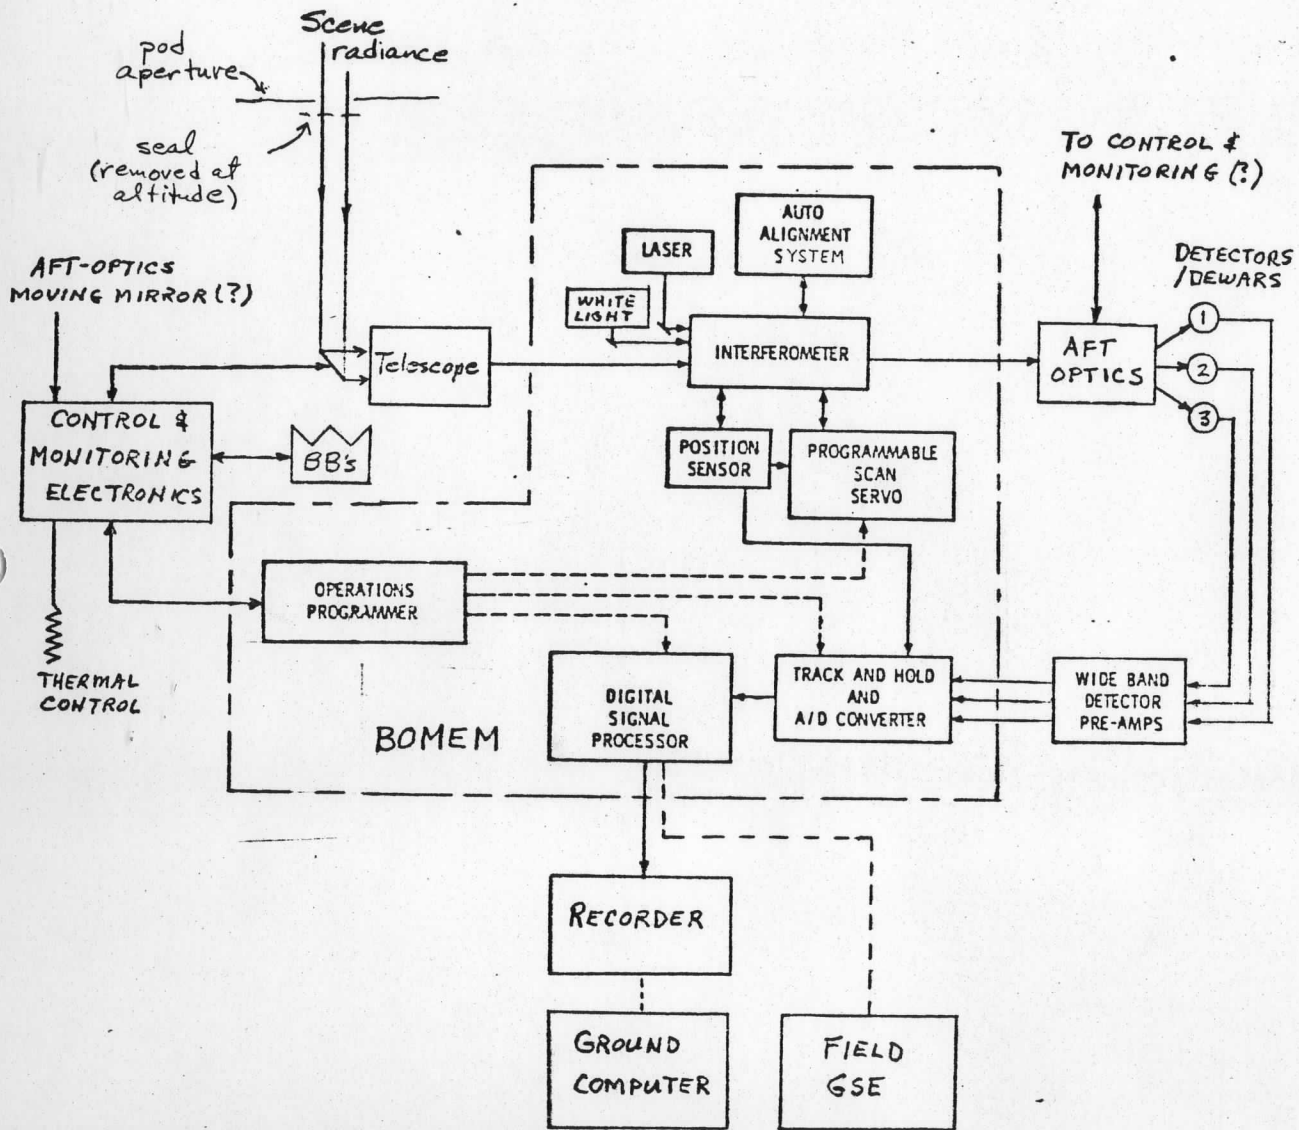 Scene
radiance
pod
aperture
seal
(removed at
altitude)
TO CONTROL &
MONITORING (?)
AUTO
ALIGNMENT
SYSTEM
LASER
WHITE
LIGHT
DETECTORS
/DEWARS
AFT-OPTICS
MOVING MIRROR (?)
Telescope
INTERFEROMETER
AFT
OPTICS
1
2
3
CONTROL &
MONITORING
ELECTRONICS
BB's
POSITION
SENSOR
PROGRAMMABLE
SCAN
SERVO
OPERATIONS
PROGRAMMER
THERMAL
CONTROL
BOMEM
DIGITAL
SIGNAL
PROCESSOR
TRACK AND HOLD
AND
A/D CONVERTER
WIDE BAND
DETECTOR
PRE-AMPS
RECORDER
GROUND
COMPUTER
FIELD
GSE